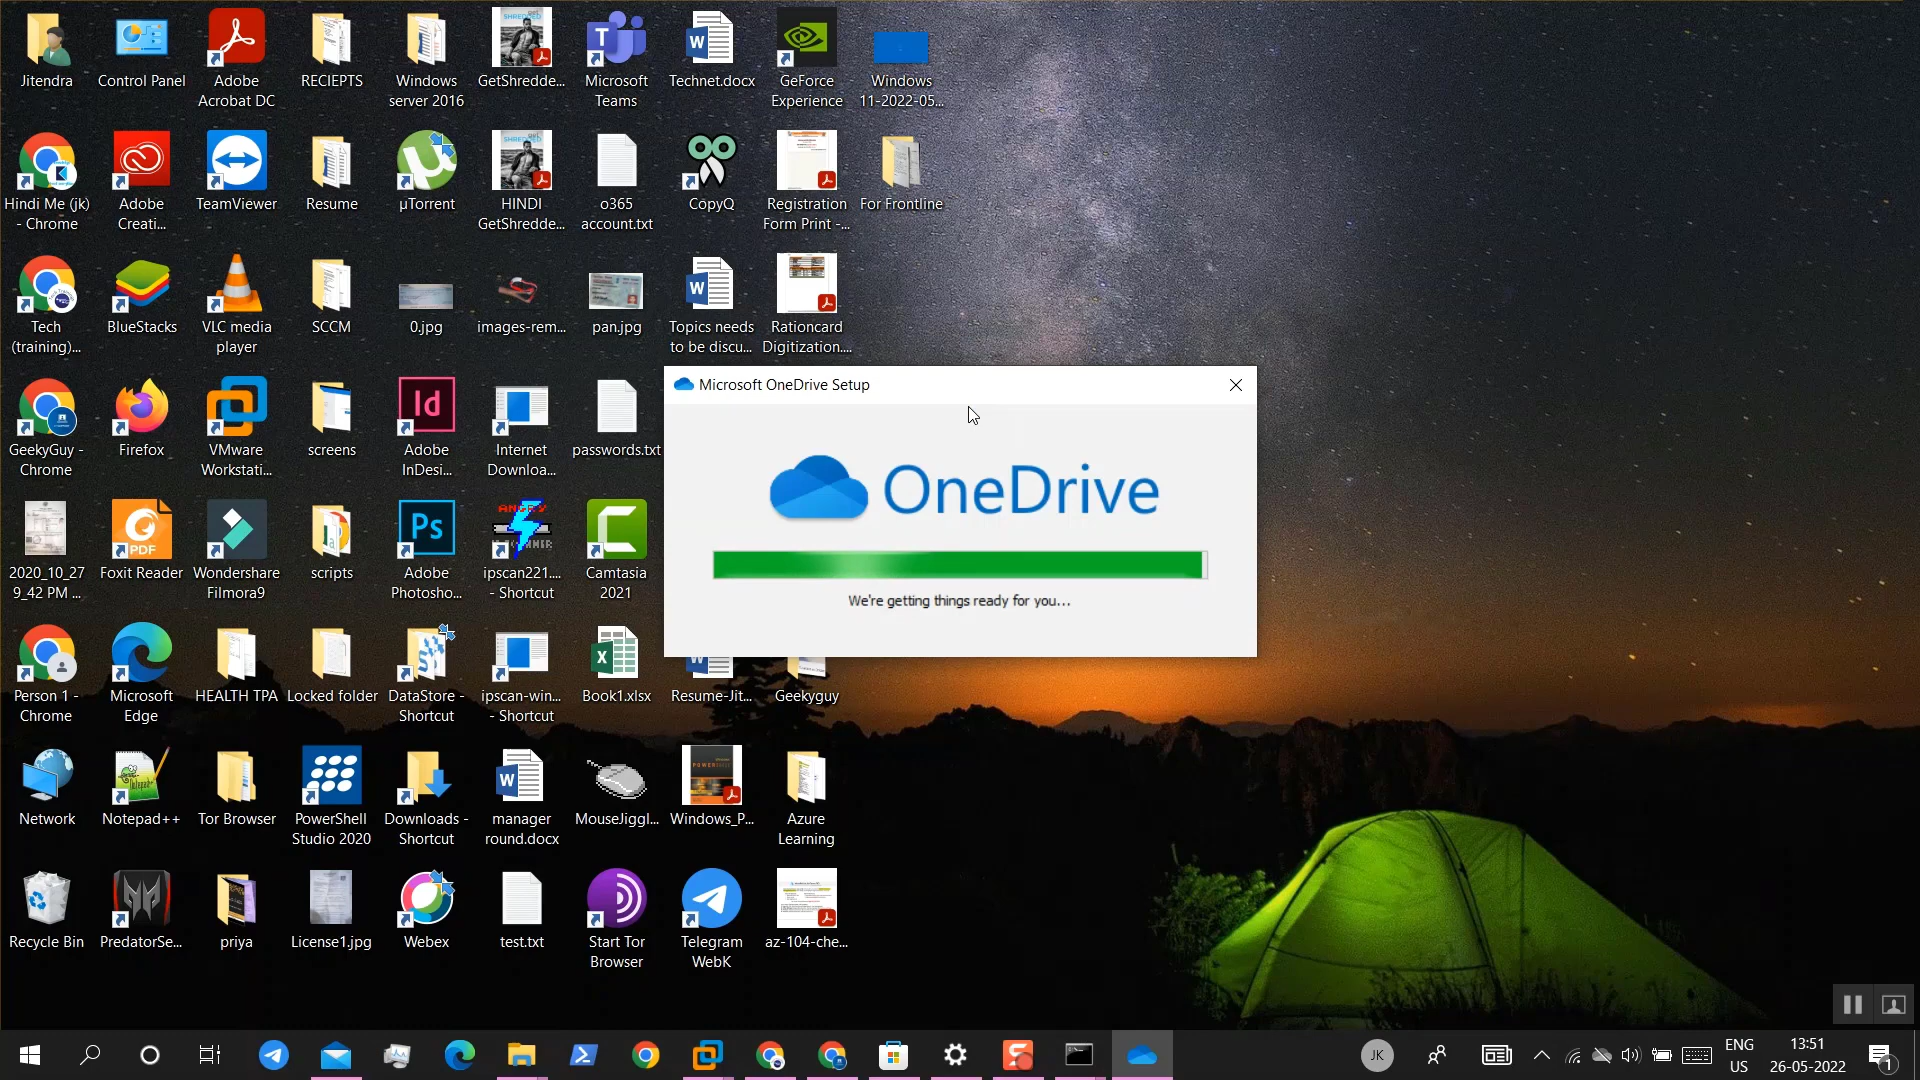 Jitendra
Control Panel
Adobe
Acrobat DC
RECIEPTS
Windows
server 2016
GetShredde...
Microsoft
Teams
Technet.docx
GeForce
Experience
Windows
11-2022-05...
Hindi Me (jk)
- Chrome
Adobe
Creati...
TeamViewer
Resume
µTorrent
HINDI
GetShredde...
o365
account.txt
CopyQ
Registration
Form Print -...
For Frontline
Tech
(training)...
BlueStacks
VLC media
player
SCCM
0.jpg
images-rem...
pan.jpg
Topics needs
to be discu...
Rationcard
Digitization....
GeekyGuy -
Chrome
Firefox
VMware
Workstati...
screens
Adobe
InDesi...
Internet
Downloa...
passwords.txt
Microsoft OneDrive Setup
OneDrive
We're getting things ready for you...
2020_10_27
9_42 PM ...
Foxit Reader
Wondershare
Filmora9
scripts
Adobe
Photosho...
ipscan221....
- Shortcut
Camtasia
2021
Person 1 -
Chrome
Microsoft
Edge
HEALTH TPA
Locked folder
DataStore -
Shortcut
ipscan-win...
- Shortcut
Book1.xlsx
Resume-Jit...
Geekyguy
Network
Notepad++
Tor Browser
PowerShell
Studio 2020
Downloads -
Shortcut
manager
round.docx
MouseJiggl...
Windows_P...
Azure
Learning
Recycle Bin
PredatorSe...
priya
License1.jpg
Webex
test.txt
Start Tor
Browser
Telegram
WebK
az-104-che...
JK
ENG
US
13:51
26-05-2022
1